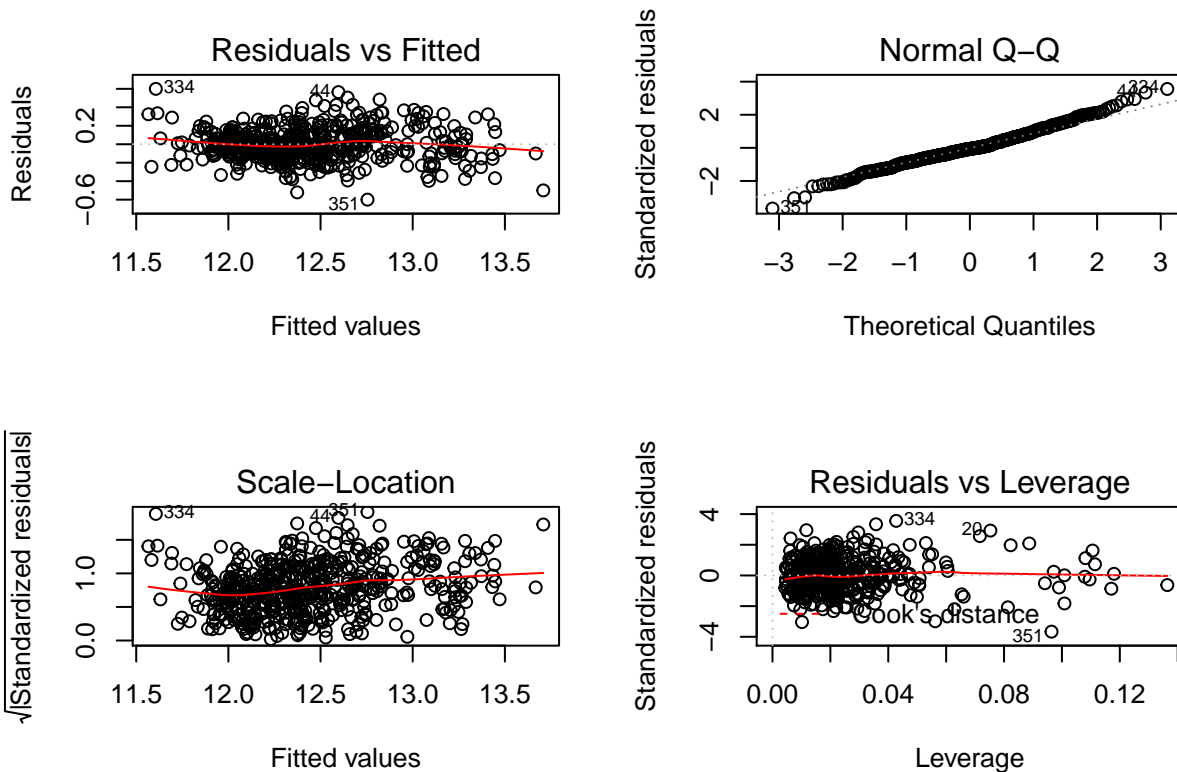 Residuals vs Fitted
Residuals
0.2
−0.6
334
44
351
11.5 12.0 12.5 13.0 13.5
Fitted values
Normal Q−Q
Standardized residuals
2
−2
334
351
−3 −2 −1 0 1 2 3
Theoretical Quantiles
Scale−Location
√|Standardized residuals|
1.0
0.0
334
44
351
11.5 12.0 12.5 13.0 13.5
Fitted values
Residuals vs Leverage
Standardized residuals
4
0
−4
334
20
Cook's distance
351
0.00 0.04 0.08 0.12
Leverage